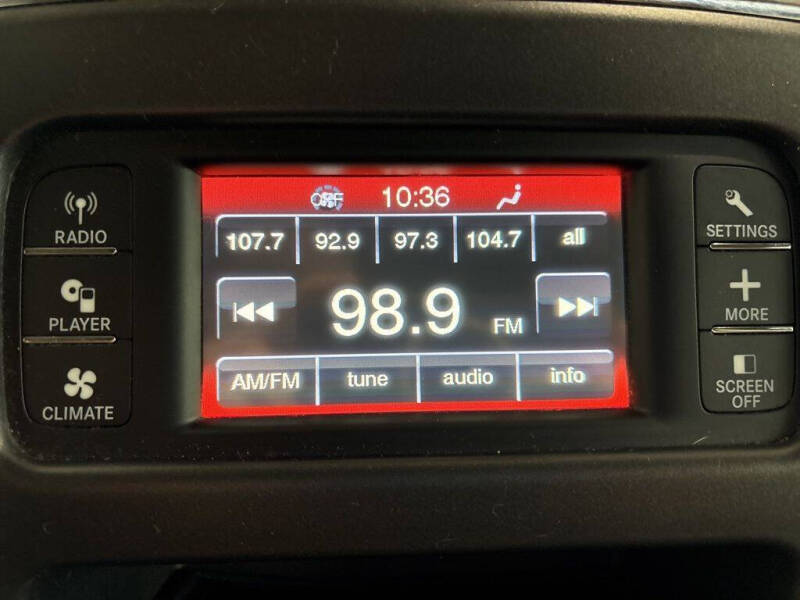 RADIO
PLAYER
CLIMATE
OFF 10:36
107.7 92.9 97.3 104.7 all
98.9 FM
AM/FM tune audio info
SETTINGS
MORE
SCREEN
OFF